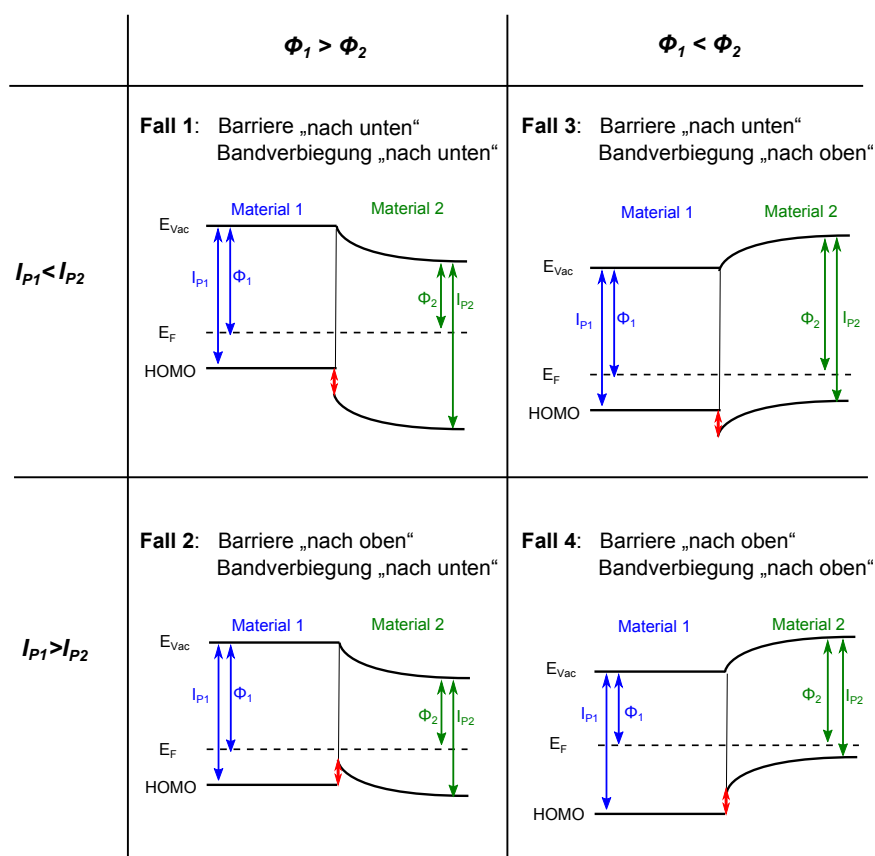 Φ1 > Φ2
Φ1 < Φ2
IP1< IP2
Fall 1: Barriere „nach unten“
Bandverbiegung „nach unten“
Material 1 Material 2
EVac
IP1 Φ1
Φ2 IP2
EF
HOMO
Fall 3: Barriere „nach unten“
Bandverbiegung „nach oben“
Material 1 Material 2
EVac
IP1 Φ1
Φ2 IP2
EF
HOMO
IP1>IP2
Fall 2: Barriere „nach oben“
Bandverbiegung „nach unten“
Material 1 Material 2
EVac
IP1 Φ1
Φ2 IP2
EF
HOMO
Fall 4: Barriere „nach oben“
Bandverbiegung „nach oben“
Material 1 Material 2
EVac
IP1 Φ1
Φ2 IP2
EF
HOMO